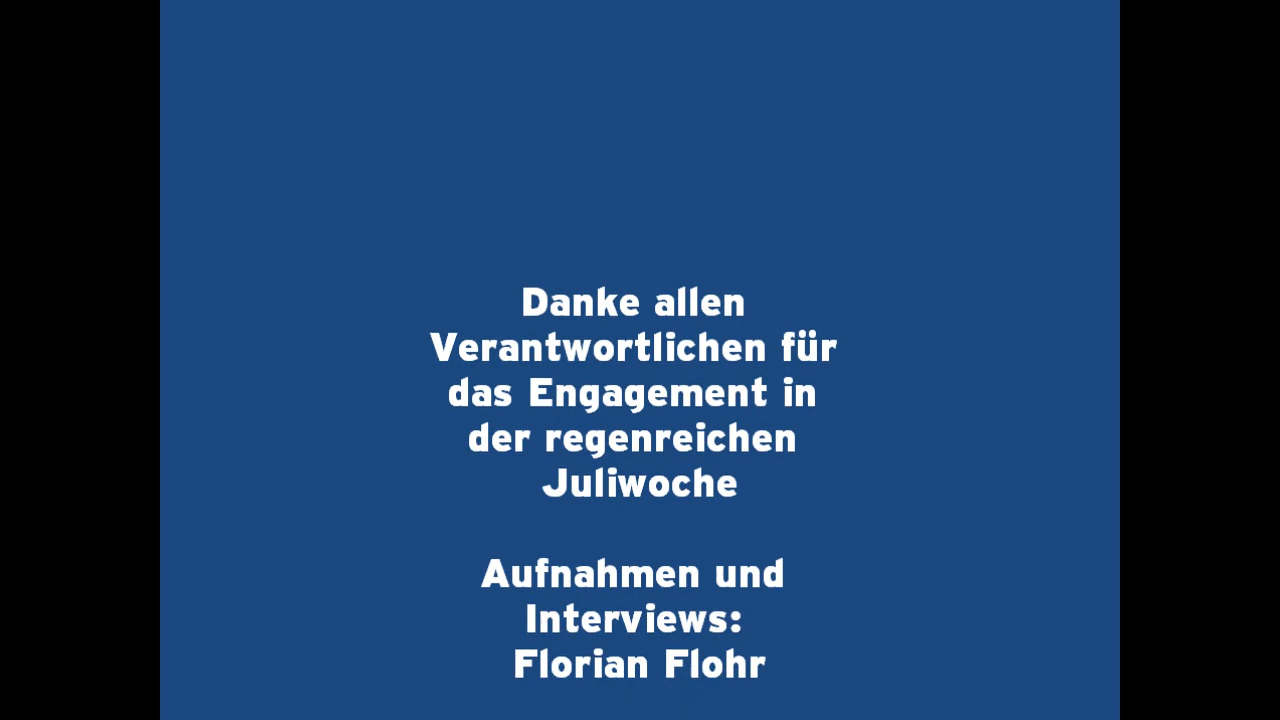 Danke allen
Verantwortlichen für
das Engagement in
der regenreichen
Juliwoche
Aufnahmen und
Interviews:
Florian Flohr